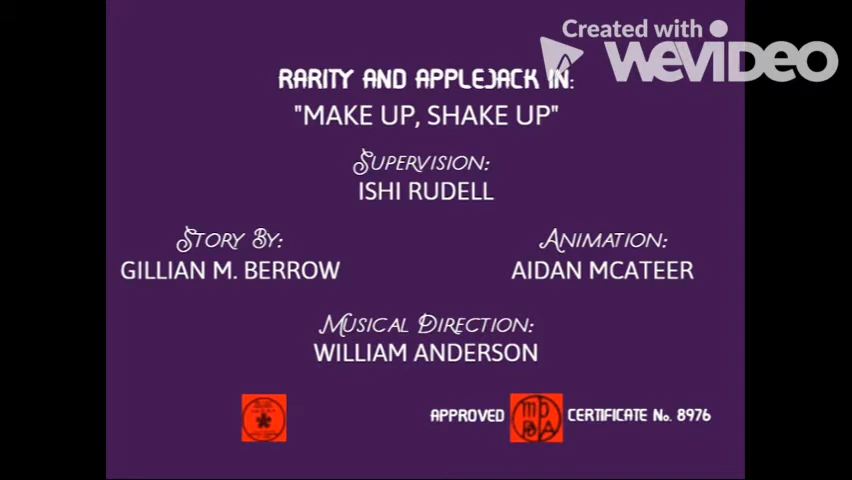 Created with
WEVIDEO
RARITY AND APPLEJACK IN:
"MAKE UP, SHAKE UP"
SUPERVISION:
ISHI RUDELL
STORY BY:
GILLIAN M. BERROW
ANIMATION:
AIDAN MCATEER
MUSICAL DIRECTION:
WILLIAM ANDERSON
APPROVED
CERTIFICATE No. 8976